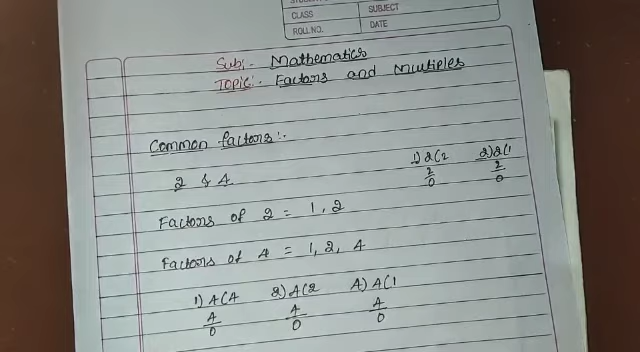 CLASS
SUBJECT
ROLL NO.
DATE
Sub:- Mathematics
Topic:- Factors and Multiples
Common factors:-
2 & 4
1) 2 ( 2
2
0
2) 2 ( 1
2
0
Factors of 2 = 1, 2
Factors of 4 = 1, 2, 4
1) 4 ( 4
4
0
2) 4 ( 2
4
0
4) 4 ( 1
4
0